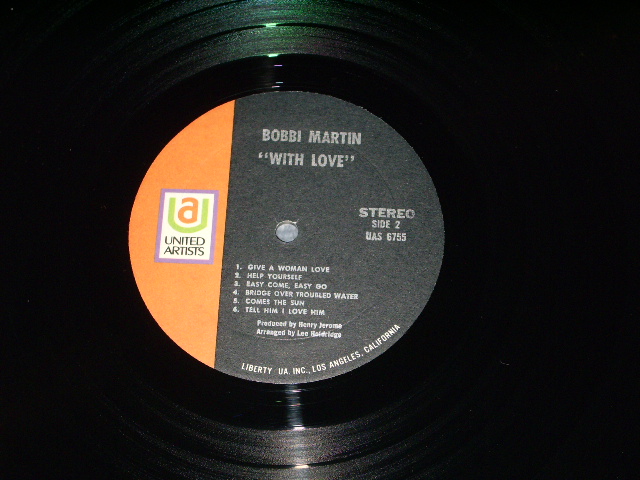 BOBBI MARTIN
"WITH LOVE"
STEREO
SIDE 2
UAS 6755
ua
UNITED
ARTISTS
1. GIVE A WOMAN LOVE
2. HELP YOURSELF
3. EASY COME, EASY GO
4. BRIDGE OVER TROUBLED WATER
5. COMES THE SUN
6. TELL HIM I LOVE HIM
Produced by Henry Jerome
Arranged by Lee Holdridge
LIBERTY UA, INC., LOS ANGELES, CALIFORNIA